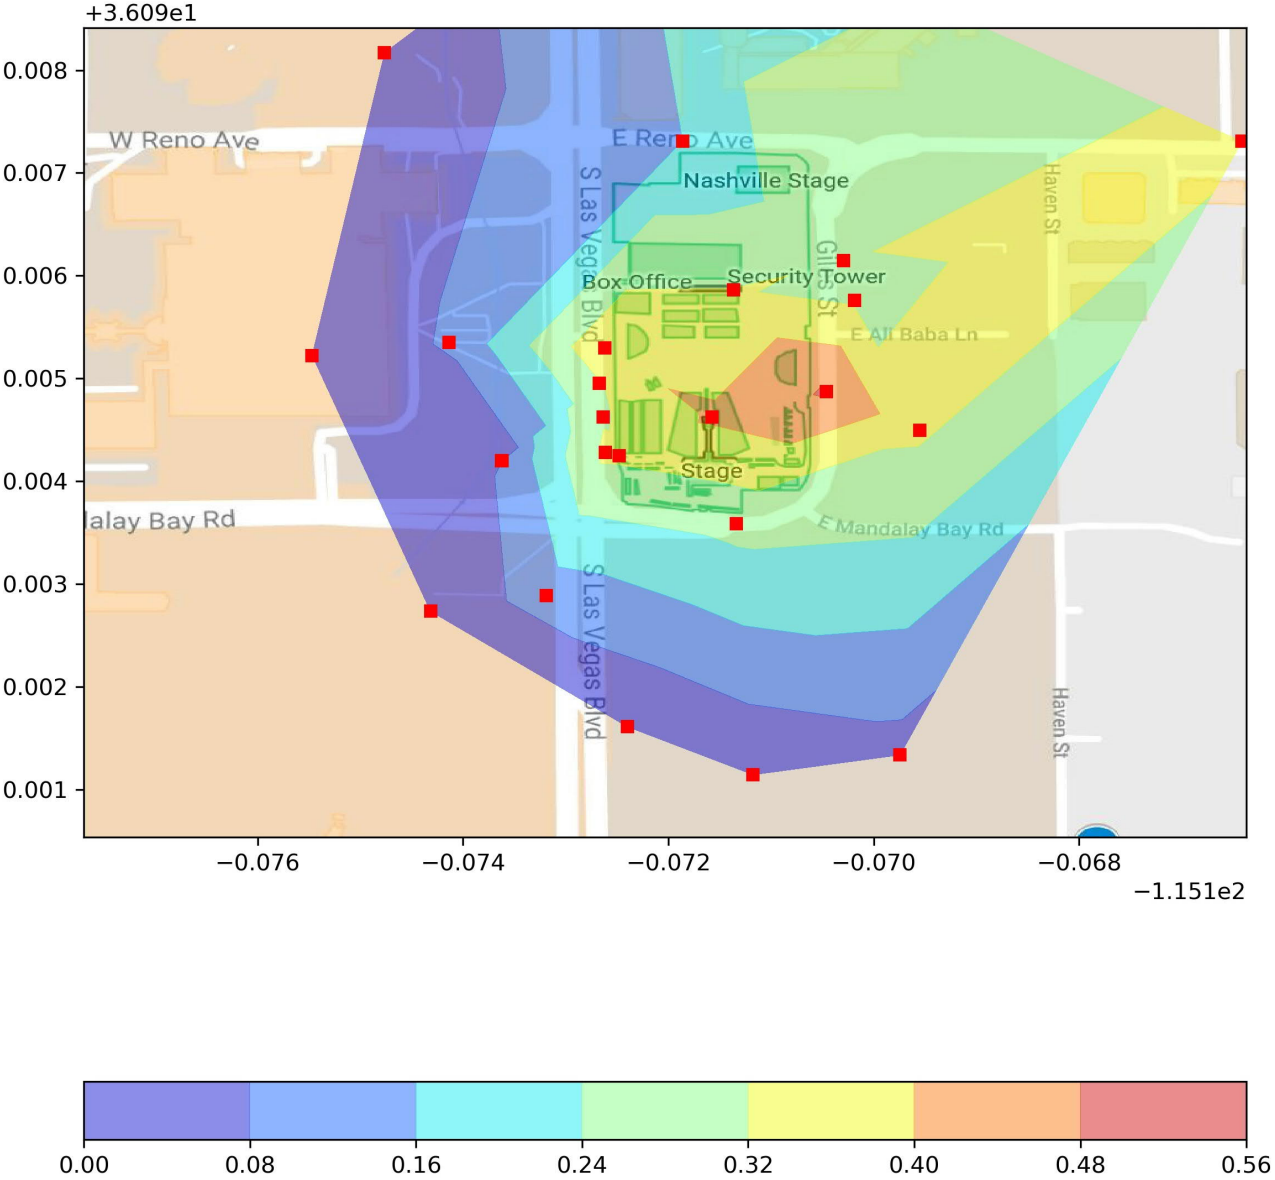 +3.609e1
0.008
W Reno Ave
E Reno Ave
0.007
Nashville Stage
Haven St
S Las Vegas Blvd
Giles St
0.006
Box Office
Security Tower
E Ali Baba Ln
0.005
Stage
0.004
lalay Bay Rd
E Mandalay Bay Rd
0.003
S Las Vegas Blvd
0.002
Haven St
0.001
−0.076
−0.074
−0.072
−0.070
−0.068
−1.151e2
0.00
0.08
0.16
0.24
0.32
0.40
0.48
0.56